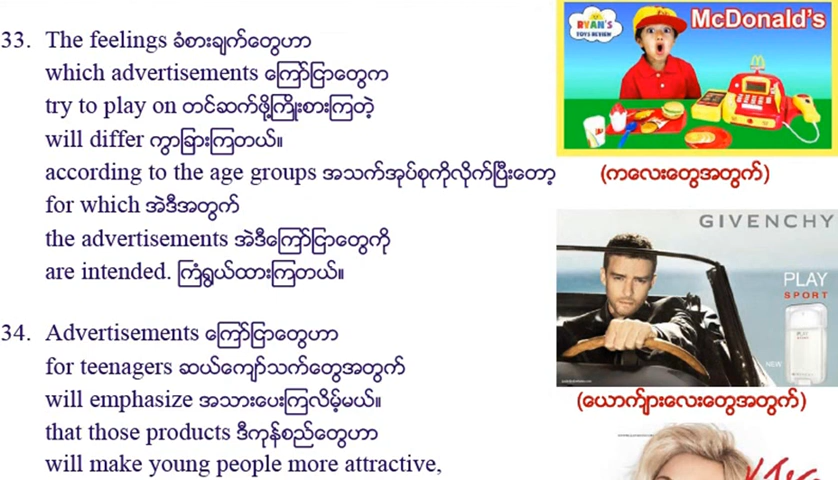 33. The feelings ခံစားချက်တွေဟာ
which advertisements ကြော်ငြာတွေက
try to play on တင်ဆက်ဖို့ကြိုးစားကြတဲ့
will differ ကွာခြားကြတယ်။
according to the age groups အသက်အုပ်စုကိုလိုက်ပြီးတော့
for which အဲဒီအတွက်
the advertisements အဲဒီကြော်ငြာတွေကို
are intended. ကြံရွယ်ထားကြတယ်။
34. Advertisements ကြော်ငြာတွေဟာ
for teenagers ဆယ်ကျော်သက်တွေအတွက်
will emphasize အသားပေးကြလိမ့်မယ်။
that those products ဒီကုန်စည်တွေဟာ
will make young people more attractive,
RYAN'S
TOYS REVIEW
McDonald's
(ကလေးတွေအတွက်)
GIVENCHY
PLAY
SPORT
NEW
(ယောက်ျားလေးတွေအတွက်)